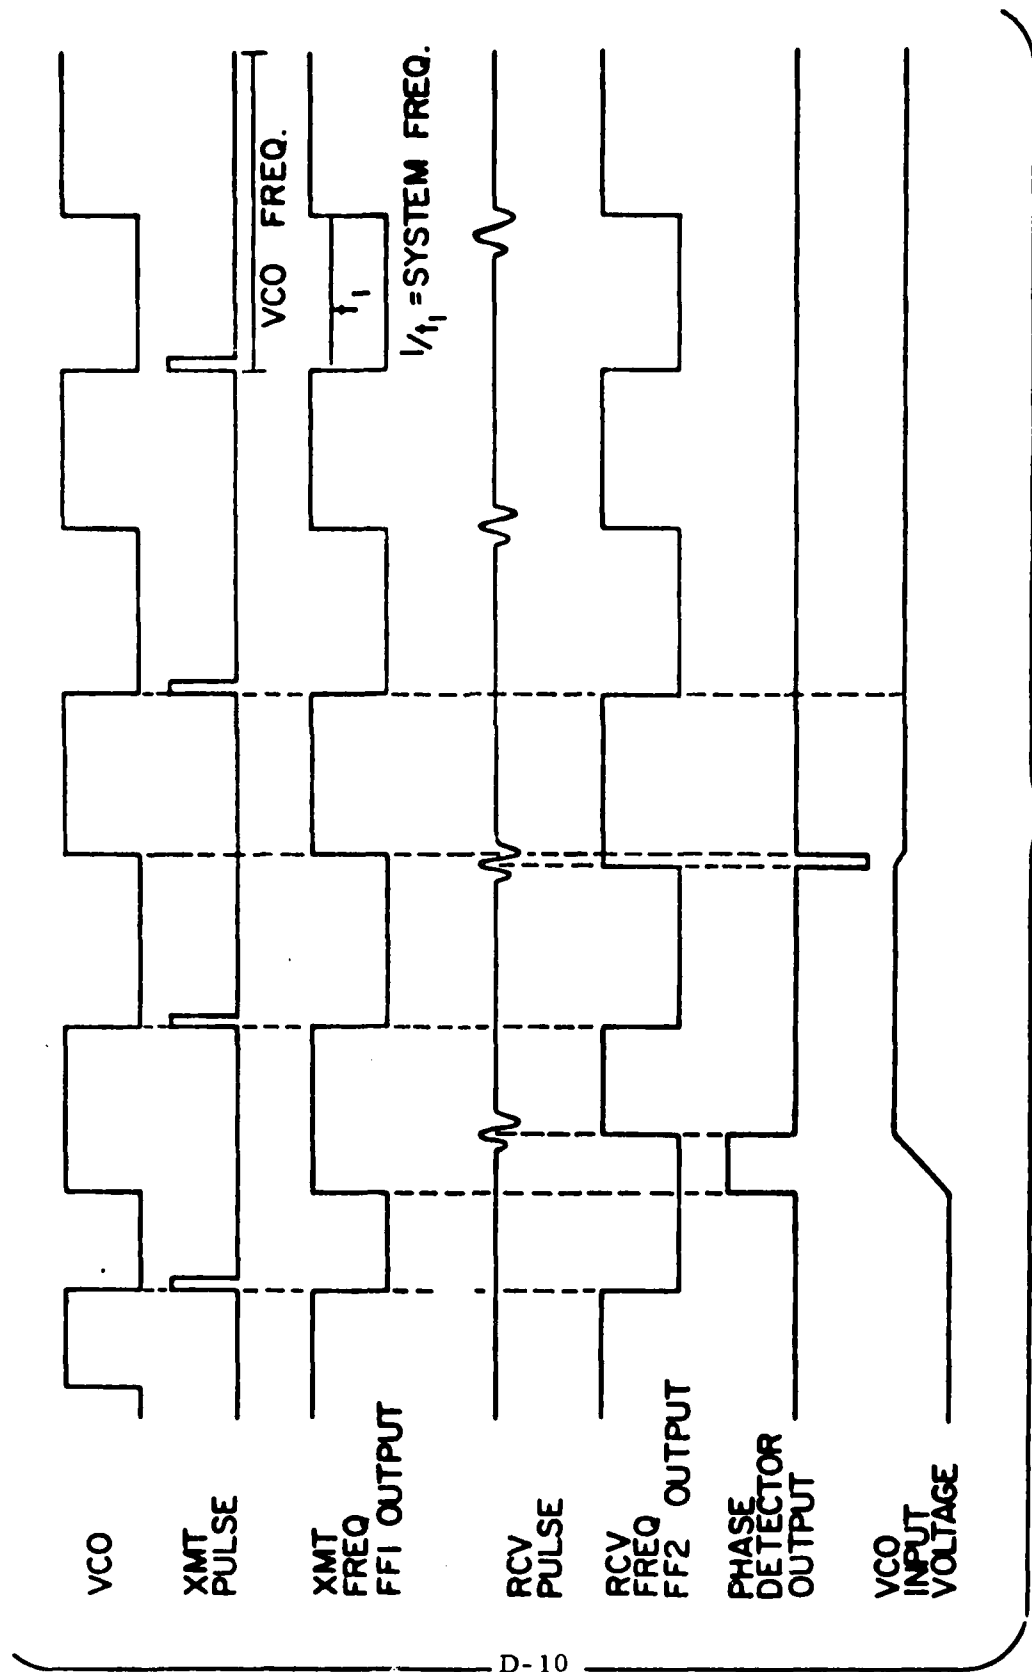 VCO
XMT
PULSE
VCO FREQ.
XMT
FREQ
FF1 OUTPUT
t1
1/t1 = SYSTEM FREQ.
RCV
PULSE
RCV
FREQ
FF2 OUTPUT
PHASE
DETECTOR
OUTPUT
VCO
INPUT
VOLTAGE
D-10